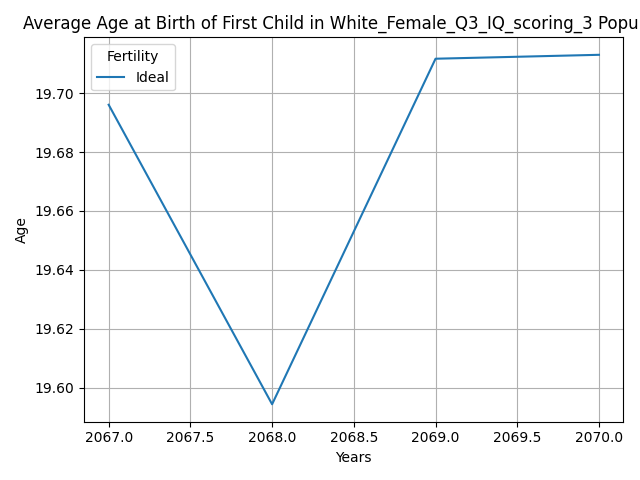 Average Age at Birth of First Child in White_Female_Q3_IQ_scoring_3 Popu
Fertility
Ideal
19.70
19.68
19.66
19.64
19.62
19.60
Age
2067.0 2067.5 2068.0 2068.5 2069.0 2069.5 2070.0
Years